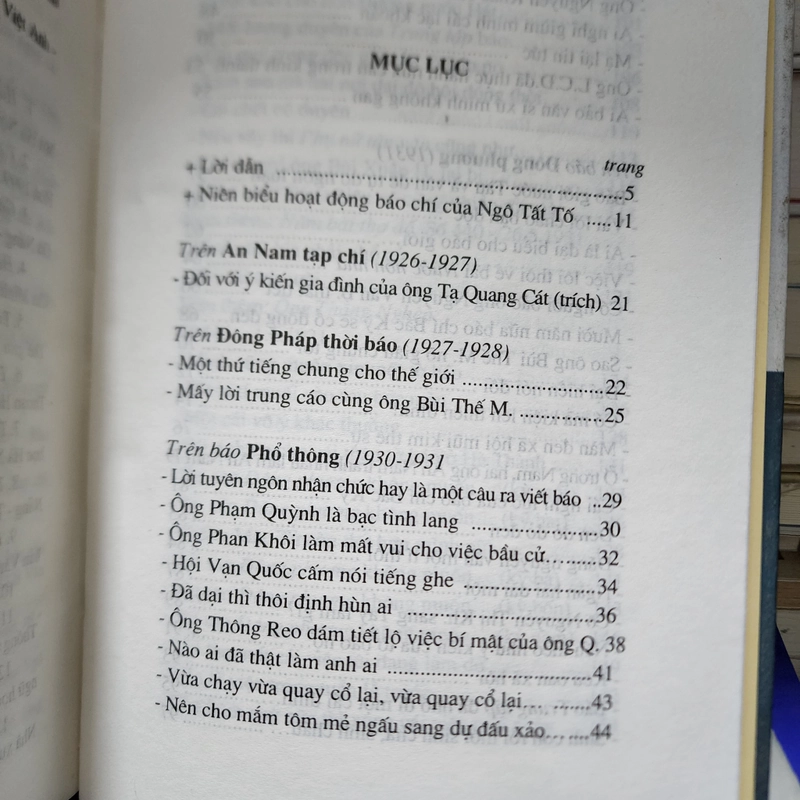 Việt Anh -
MỤC LỤC
trang
+ Lời dẫn ......5
+ Niên biểu hoạt động báo chí của Ngô Tất Tố .....11
Trên An Nam tạp chí (1926-1927)
- Đối với ý kiến gia đình của ông Tạ Quang Cát (trích) 21
Trên Đông Pháp thời báo (1927-1928)
- Một thứ tiếng chung cho thế giới ......22
- Mấy lời trung cáo cùng ông Bùi Thế M. ......25
Trên báo Phổ thông (1930-1931
- Lời tuyên ngôn nhận chức hay là một câu ra viết báo ..29
- Ông Phạm Quỳnh là bạc tình lang ......30
- Ông Phan Khôi làm mất vui cho việc bầu cử…......32
- Hội Vạn Quốc cấm nói tiếng ghe ......34
- Đã dại thì thôi định hùn ai ......36
- Ông Thông Reo dám tiết lộ việc bí mật của ông Q. 38
- Nào ai đã thật làm anh ai ......41
- Vừa chạy vừa quay cổ lại, vừa quay cổ lại… ......43
- Nên cho mắm tôm mẻ ngấu sang dự đấu xảo…......44